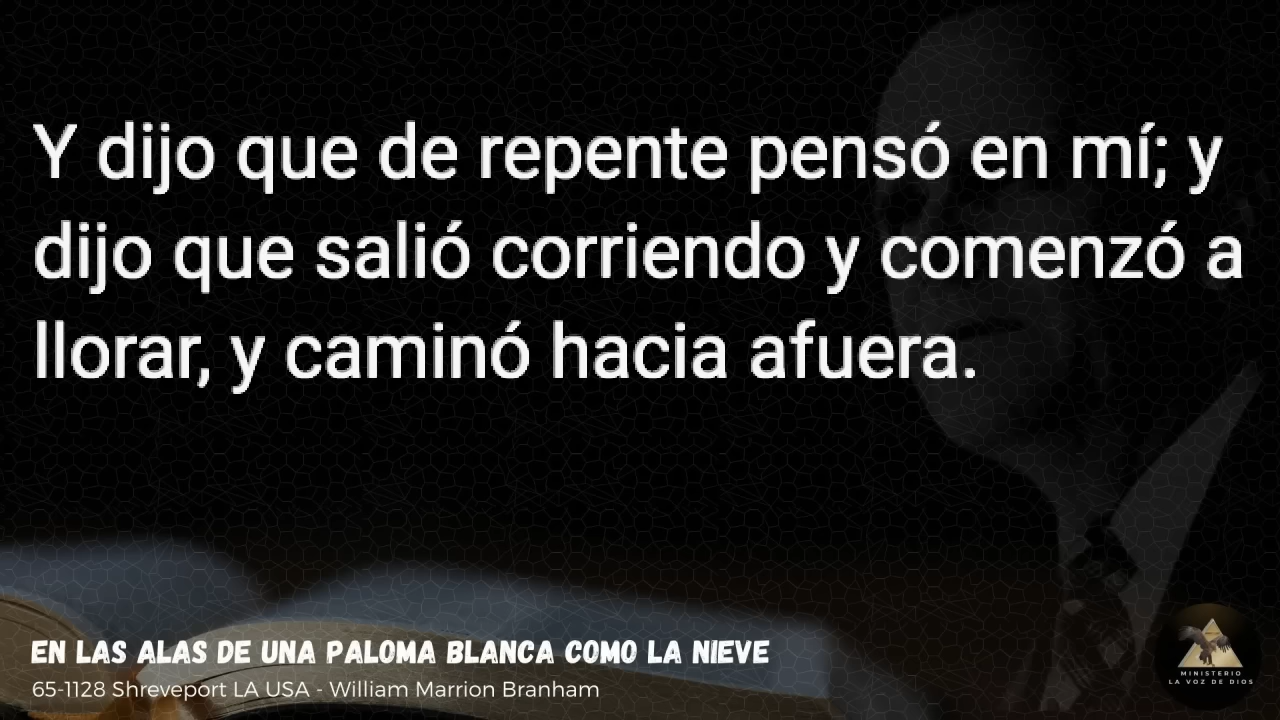 Y dijo que de repente pensó en mí; y
dijo que salió corriendo y comenzó a
llorar, y caminó hacia afuera.
EN LAS ALAS DE UNA PALOMA BLANCA COMO LA NIEVE
65-1128 Shreveport LA USA - William Marrion Branham
MINISTERIO
LA VOZ DE DIOS